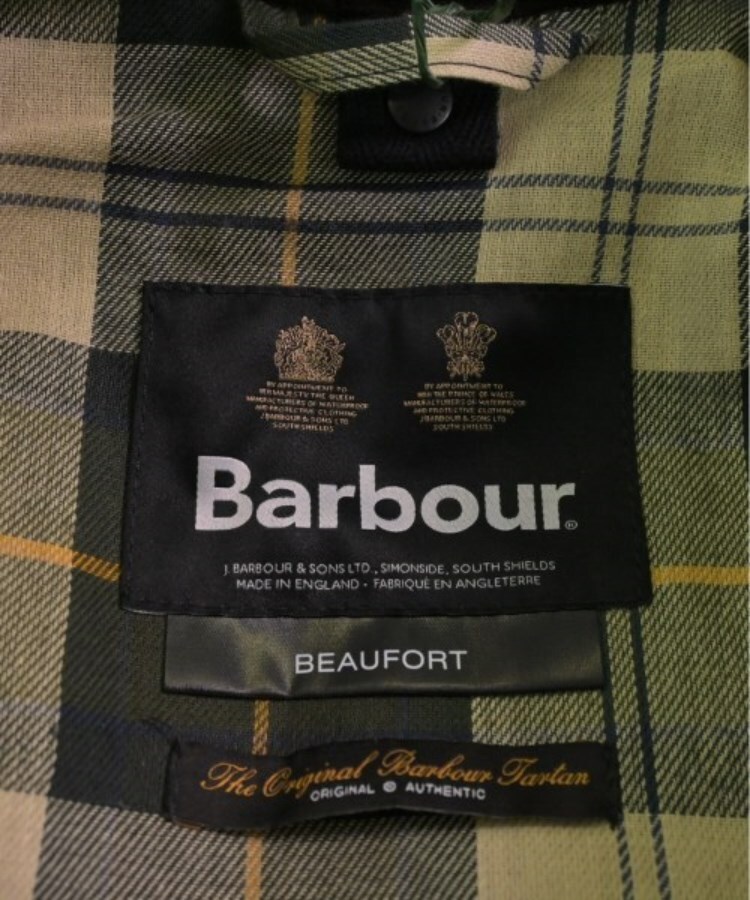 BY APPOINTMENT TO
HER MAJESTY THE QUEEN
MANUFACTURERS OF WATERPROOF
AND PROTECTIVE CLOTHING
J.BARBOUR & SONS LTD
SOUTH SHIELDS
BY APPOINTMENT TO
HRH THE PRINCE OF WALES
MANUFACTURERS OF WATERPROOF
AND PROTECTIVE CLOTHING
J.BARBOUR & SONS LTD
SOUTH SHIELDS
Barbour®
J. BARBOUR & SONS LTD., SIMONSIDE, SOUTH SHIELDS
MADE IN ENGLAND • FABRIQUÉ EN ANGLETERRE
BEAUFORT
The Original Barbour Tartan
ORIGINAL © AUTHENTIC